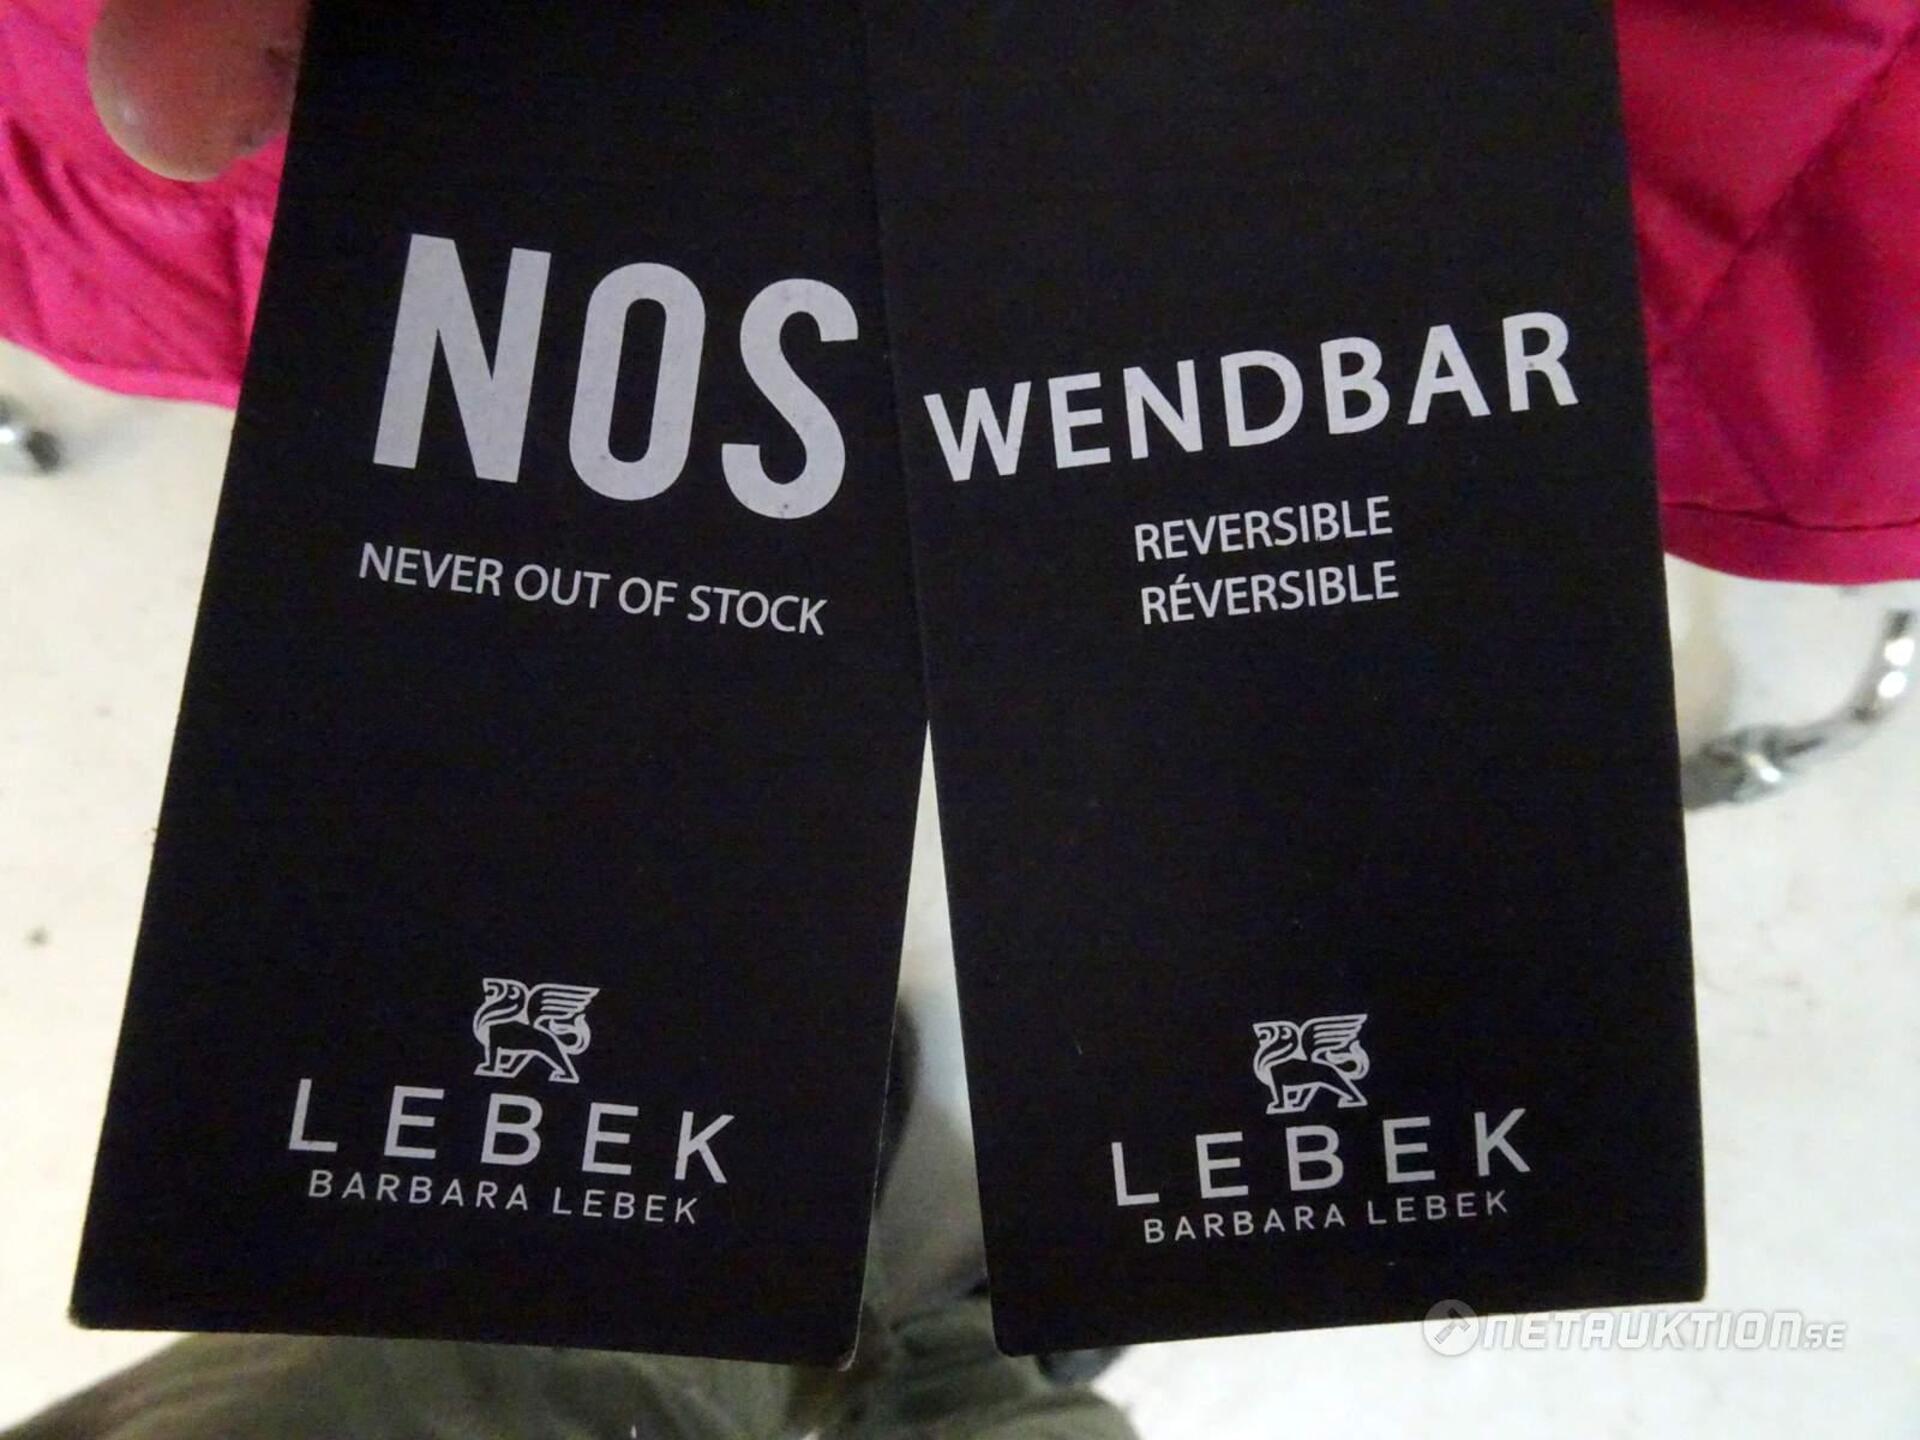 NOS
NEVER OUT OF STOCK
LEBEK
BARBARA LEBEK
WENDBAR
REVERSIBLE
RÉVERSIBLE
LEBEK
BARBARA LEBEK
NETAUKTION.SE